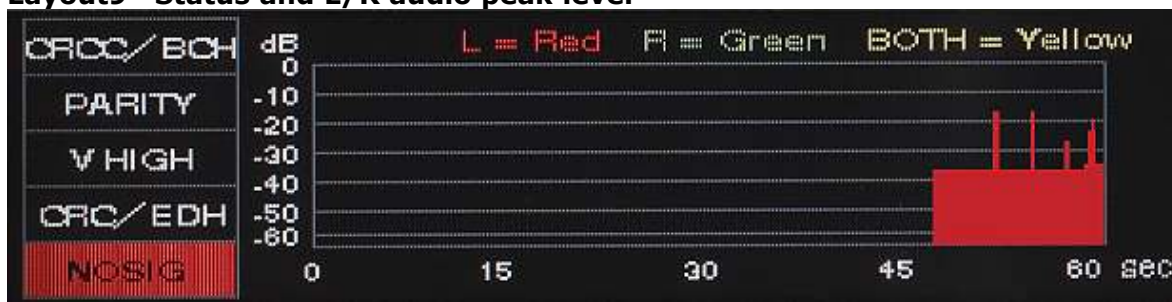 Layout9 - Status and L/R audio peak level
CRCC/BCH
PARITY
V HIGH
CRC/EDH
NOSIG
dB L = Red R = Green BOTH = Yellow
0
-10
-20
-30
-40
-50
-60
0 15 30 45 60 sec